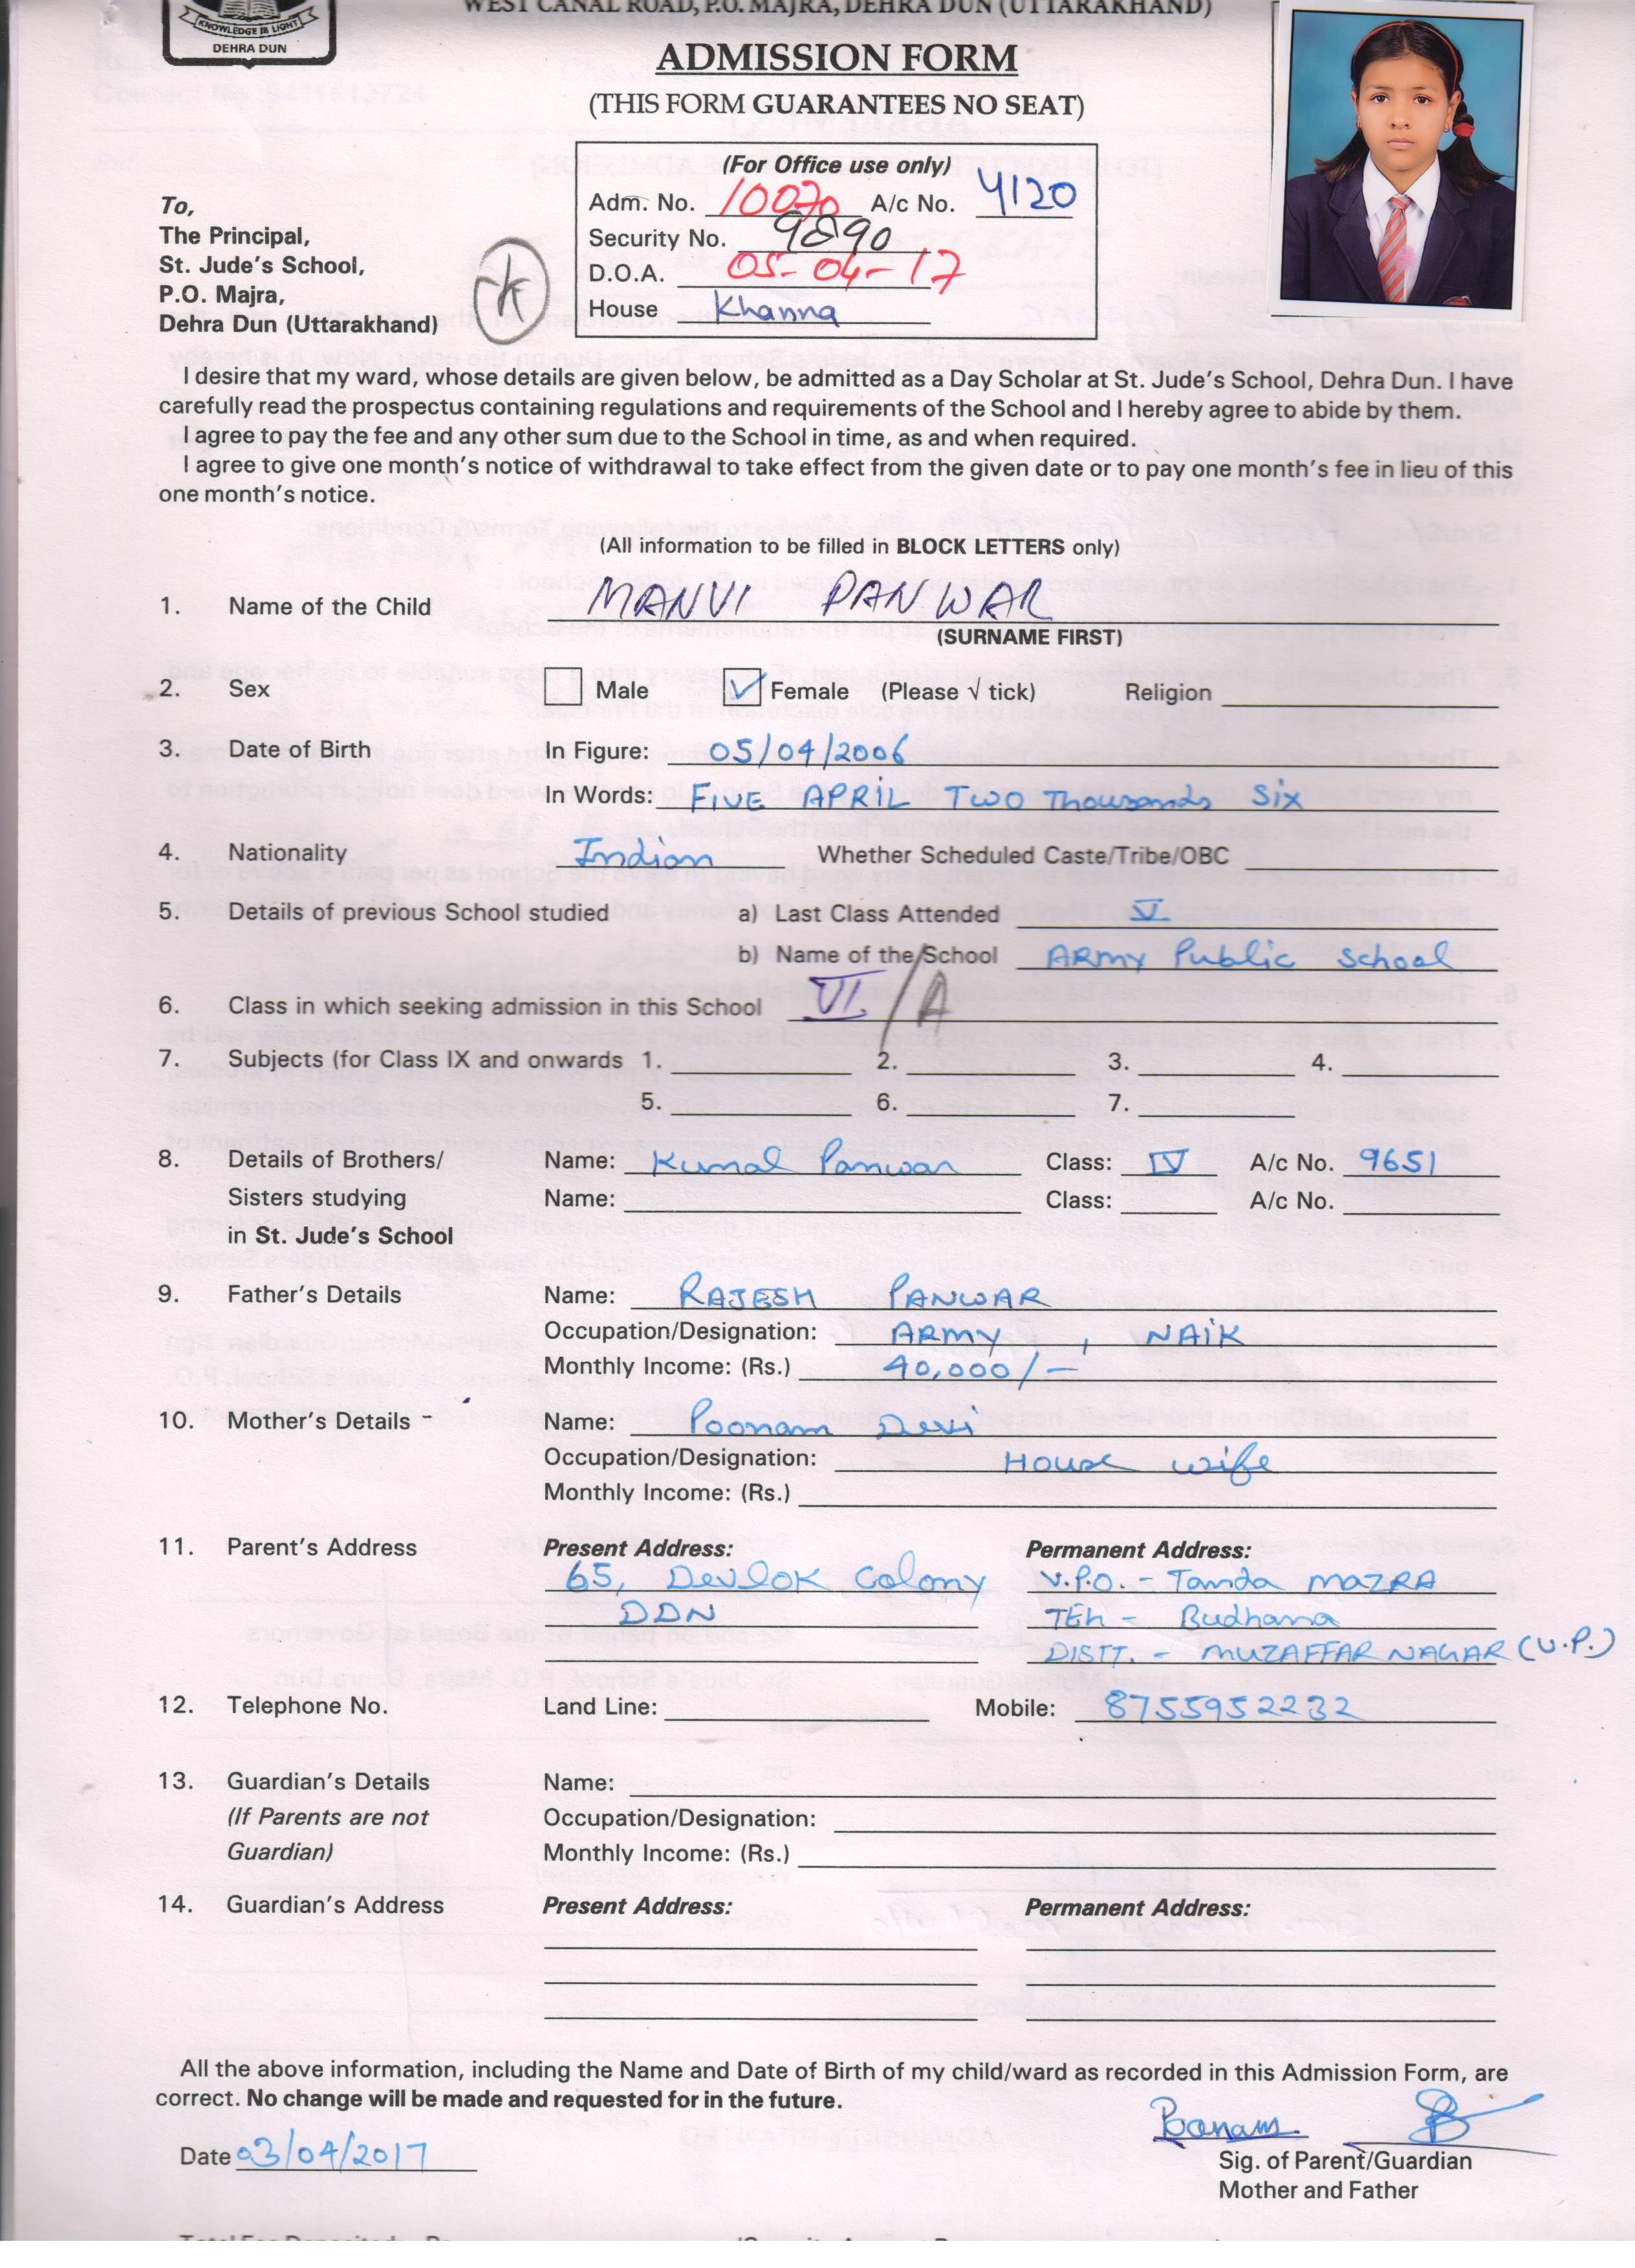 WEST CANAL ROAD, P.O. MAJRA, DEHRA DUN (UTTARAKHAND)
KNOWLEDGE IS LIGHT
DEHRA DUN
ADMISSION FORM
(THIS FORM GUARANTEES NO SEAT)
(For Office use only)
Adm. No. 10070 A/c No. 4120
Security No. 9890
D.O.A. 05-04-17
House Khanna
To,
The Principal,
St. Jude's School,
P.O. Majra,
Dehra Dun (Uttarakhand)
I desire that my ward, whose details are given below, be admitted as a Day Scholar at St. Jude's School, Dehra Dun. I have
carefully read the prospectus containing regulations and requirements of the School and I hereby agree to abide by them.
I agree to pay the fee and any other sum due to the School in time, as and when required.
I agree to give one month's notice of withdrawal to take effect from the given date or to pay one month's fee in lieu of this
one month's notice.
(All information to be filled in BLOCK LETTERS only)
1. Name of the Child MANVI PANWAR
(SURNAME FIRST)
2. Sex Male ✓ Female (Please √ tick) Religion
3. Date of Birth In Figure: 05/04/2006
In Words: FIVE APRIL TWO Thousands Six
4. Nationality Indian Whether Scheduled Caste/Tribe/OBC
5. Details of previous School studied a) Last Class Attended V
b) Name of the School ARMY Public School
6. Class in which seeking admission in this School VI / A
7. Subjects (for Class IX and onwards 1. 2. 3. 4.
5. 6. 7.
8. Details of Brothers/ Name: Kunal Panwar Class: IV A/c No. 9651
Sisters studying Name: Class: A/c No.
in St. Jude's School
9. Father's Details Name: RAJESH PANWAR
Occupation/Designation: ARMY , NAIK
Monthly Income: (Rs.) 40,000/-
10. Mother's Details - Name: Poonam Devi
Occupation/Designation: House wife
Monthly Income: (Rs.)
11. Parent's Address Present Address: Permanent Address:
65, Devlok Colony V.P.O. - Tanda MAZRA
DDN TEh - Budhana
DISTT. - MUZAFFAR NAGAR (U.P.)
12. Telephone No. Land Line: Mobile: 8755952232
13. Guardian's Details Name:
(If Parents are not Occupation/Designation:
Guardian) Monthly Income: (Rs.)
14. Guardian's Address Present Address: Permanent Address:
All the above information, including the Name and Date of Birth of my child/ward as recorded in this Admission Form, are
correct. No change will be made and requested for in the future.
Poonam
Date 03/04/2017
Sig. of Parent/Guardian
Mother and Father